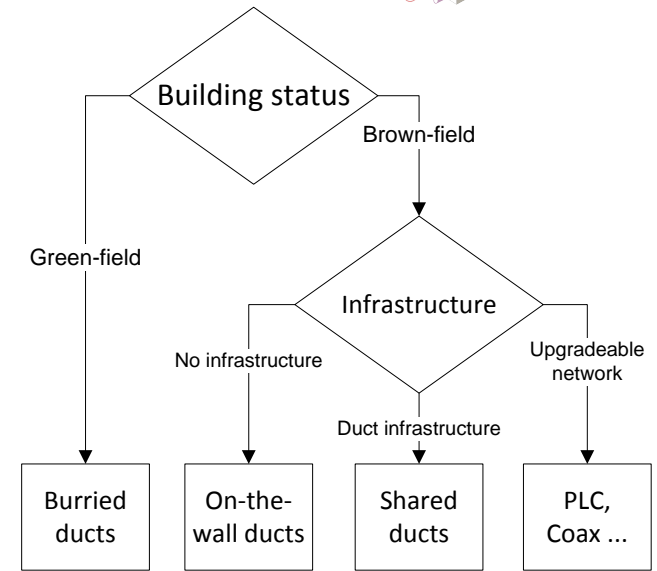 Building status
Brown-field
Green-field
Infrastructure
No infrastructure
Upgradeable
network
Duct infrastructure
Burried
ducts
On-the-
wall ducts
Shared
ducts
PLC,
Coax ...